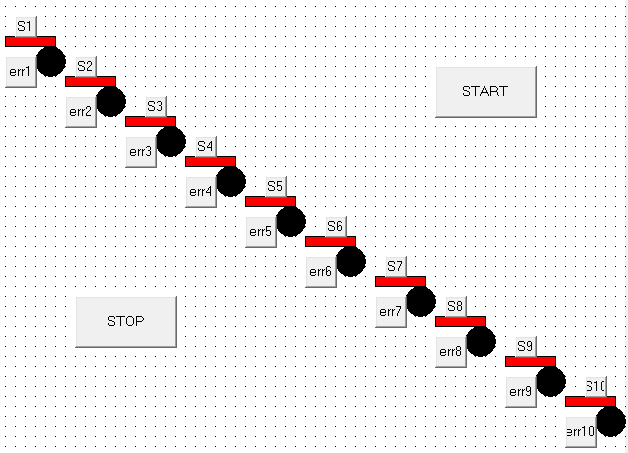 S1
err1
S2
err2
START
S3
err3
S4
err4
S5
err5
S6
err6
S7
err7
STOP
S8
err8
S9
err9
S10
err10